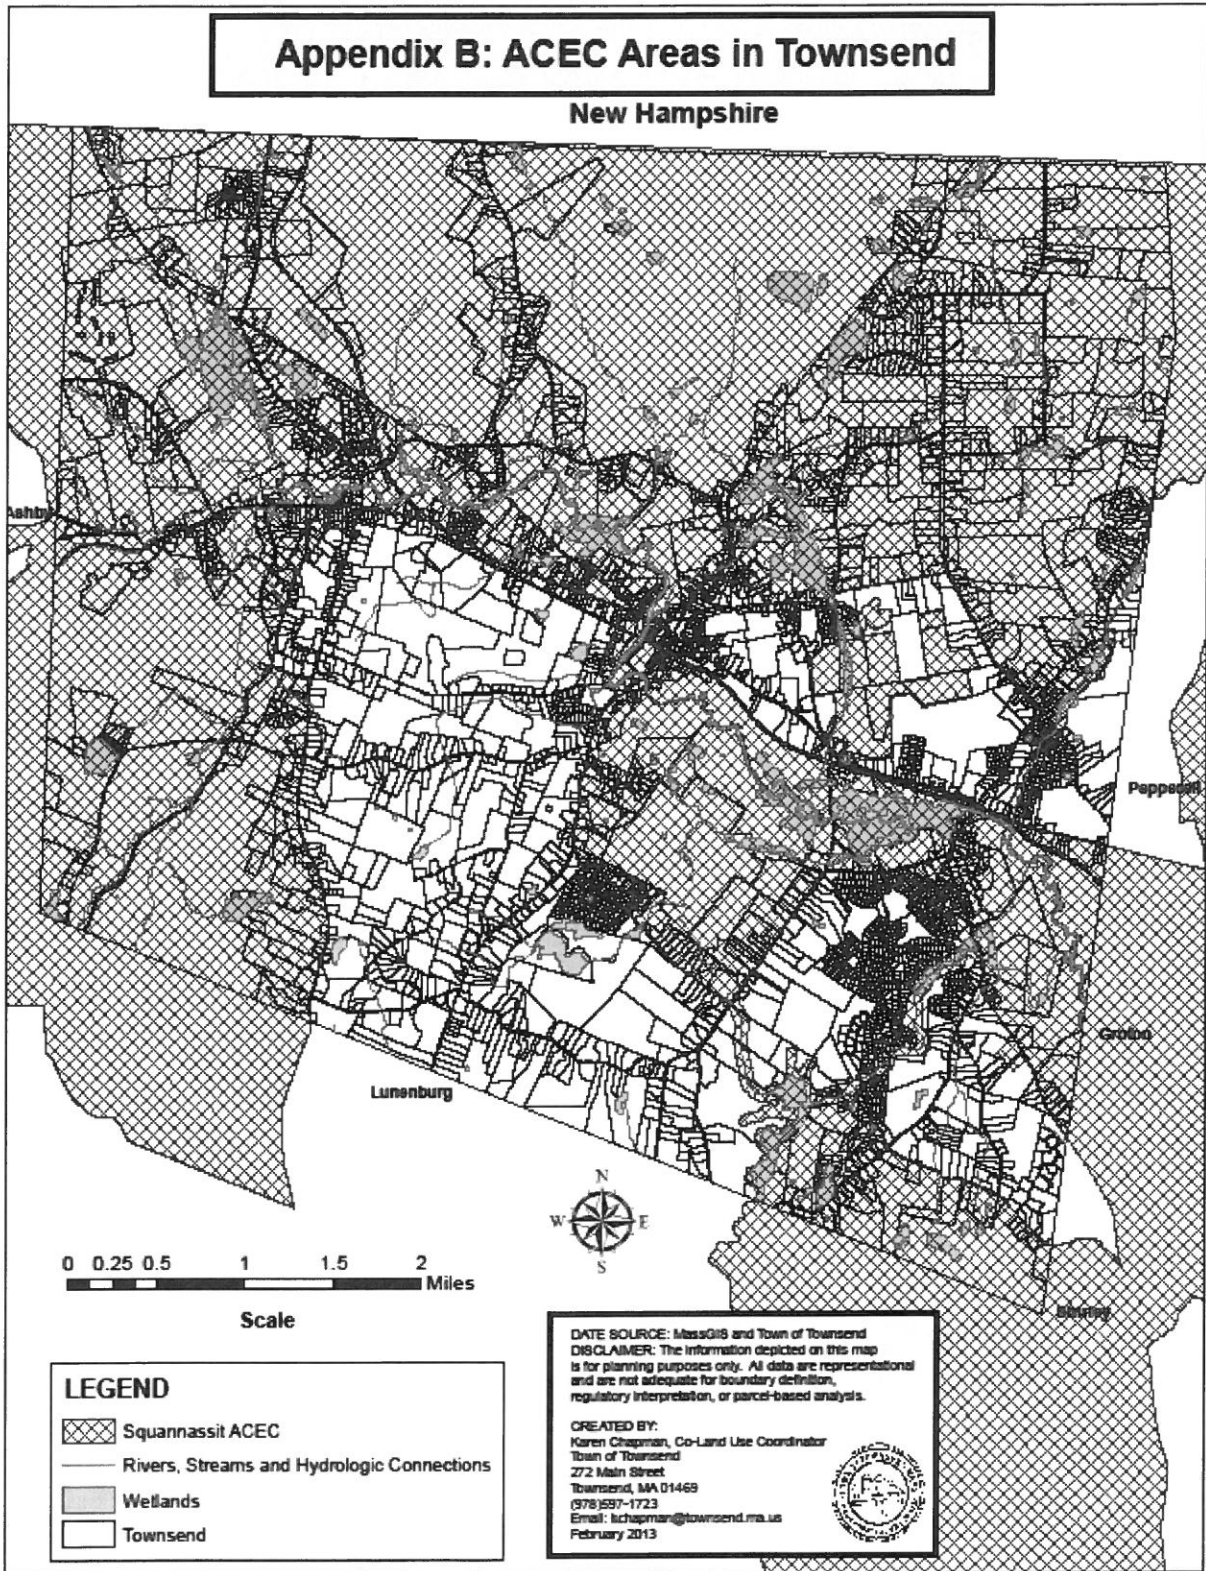 Appendix B: ACEC Areas in Townsend
New Hampshire
Ashby
Pepperell
Groton
Lunenburg
Shirley
N
W E
S
0 0.25 0.5 1 1.5 2
Miles
Scale
LEGEND
Squannassit ACEC
Rivers, Streams and Hydrologic Connections
Wetlands
Townsend
DATE SOURCE: MassGIS and Town of Townsend
DISCLAIMER: The information depicted on this map
is for planning purposes only. All data are representational
and are not adequate for boundary definition,
regulatory interpretation, or parcel-based analysis.
CREATED BY:
Karen Chapman, Co-Land Use Coordinator
Town of Townsend
272 Main Street
Townsend, MA 01469
(978)597-1723
Email: kchapman@townsend.ma.us
February 2013